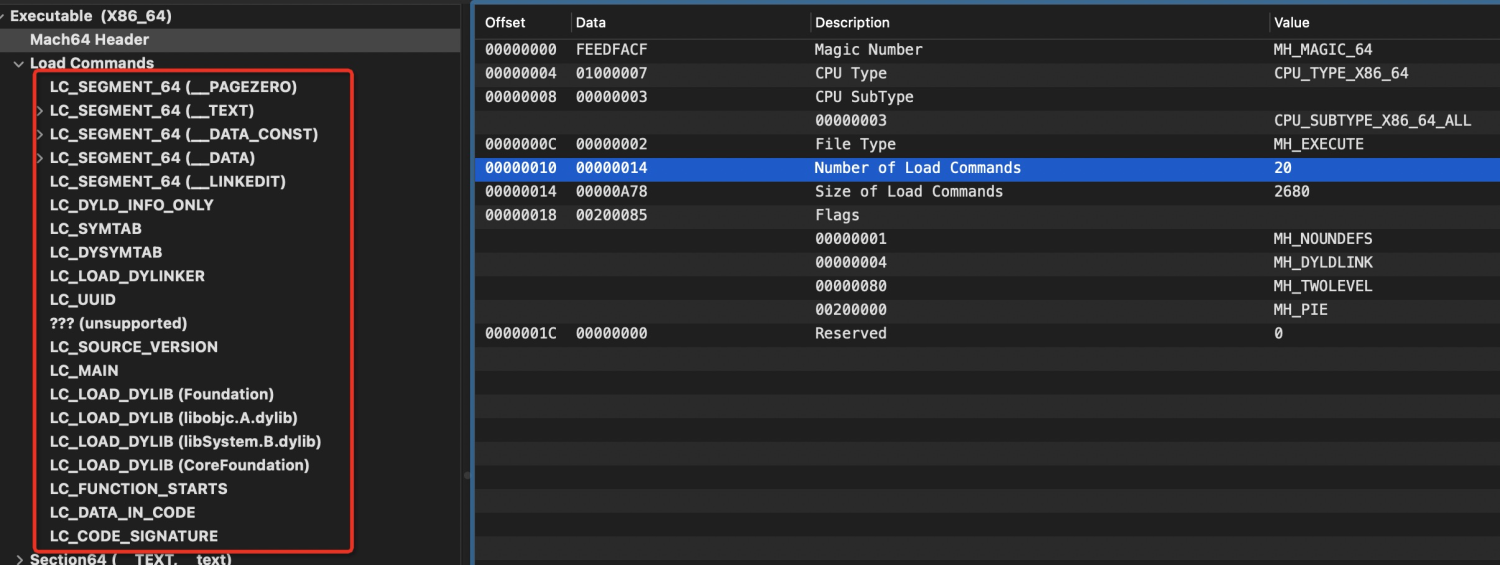 Executable (X86_64)
Mach64 Header
Load Commands
LC_SEGMENT_64 (__PAGEZERO)
LC_SEGMENT_64 (__TEXT)
LC_SEGMENT_64 (__DATA_CONST)
LC_SEGMENT_64 (__DATA)
LC_SEGMENT_64 (__LINKEDIT)
LC_DYLD_INFO_ONLY
LC_SYMTAB
LC_DYSYMTAB
LC_LOAD_DYLINKER
LC_UUID
??? (unsupported)
LC_SOURCE_VERSION
LC_MAIN
LC_LOAD_DYLIB (Foundation)
LC_LOAD_DYLIB (libobjc.A.dylib)
LC_LOAD_DYLIB (libSystem.B.dylib)
LC_LOAD_DYLIB (CoreFoundation)
LC_FUNCTION_STARTS
LC_DATA_IN_CODE
LC_CODE_SIGNATURE
Section64 (__TEXT,__text)
Offset Data Description Value
00000000 FEEDFACF Magic Number MH_MAGIC_64
00000004 01000007 CPU Type CPU_TYPE_X86_64
00000008 00000003 CPU SubType
00000003 CPU_SUBTYPE_X86_64_ALL
0000000C 00000002 File Type MH_EXECUTE
00000010 00000014 Number of Load Commands 20
00000014 00000A78 Size of Load Commands 2680
00000018 00200085 Flags
00000001 MH_NOUNDEFS
00000004 MH_DYLDLINK
00000080 MH_TWOLEVEL
00200000 MH_PIE
0000001C 00000000 Reserved 0